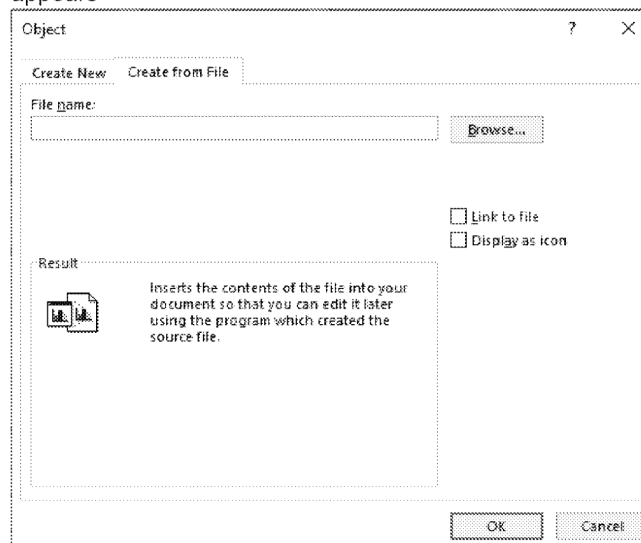 appears
Object ? X
Create New Create from File
File name:
Browse...
Link to file
Display as icon
Result
Inserts the contents of the file into your
document so that you can edit it later
using the program which created the
source file.
OK Cancel